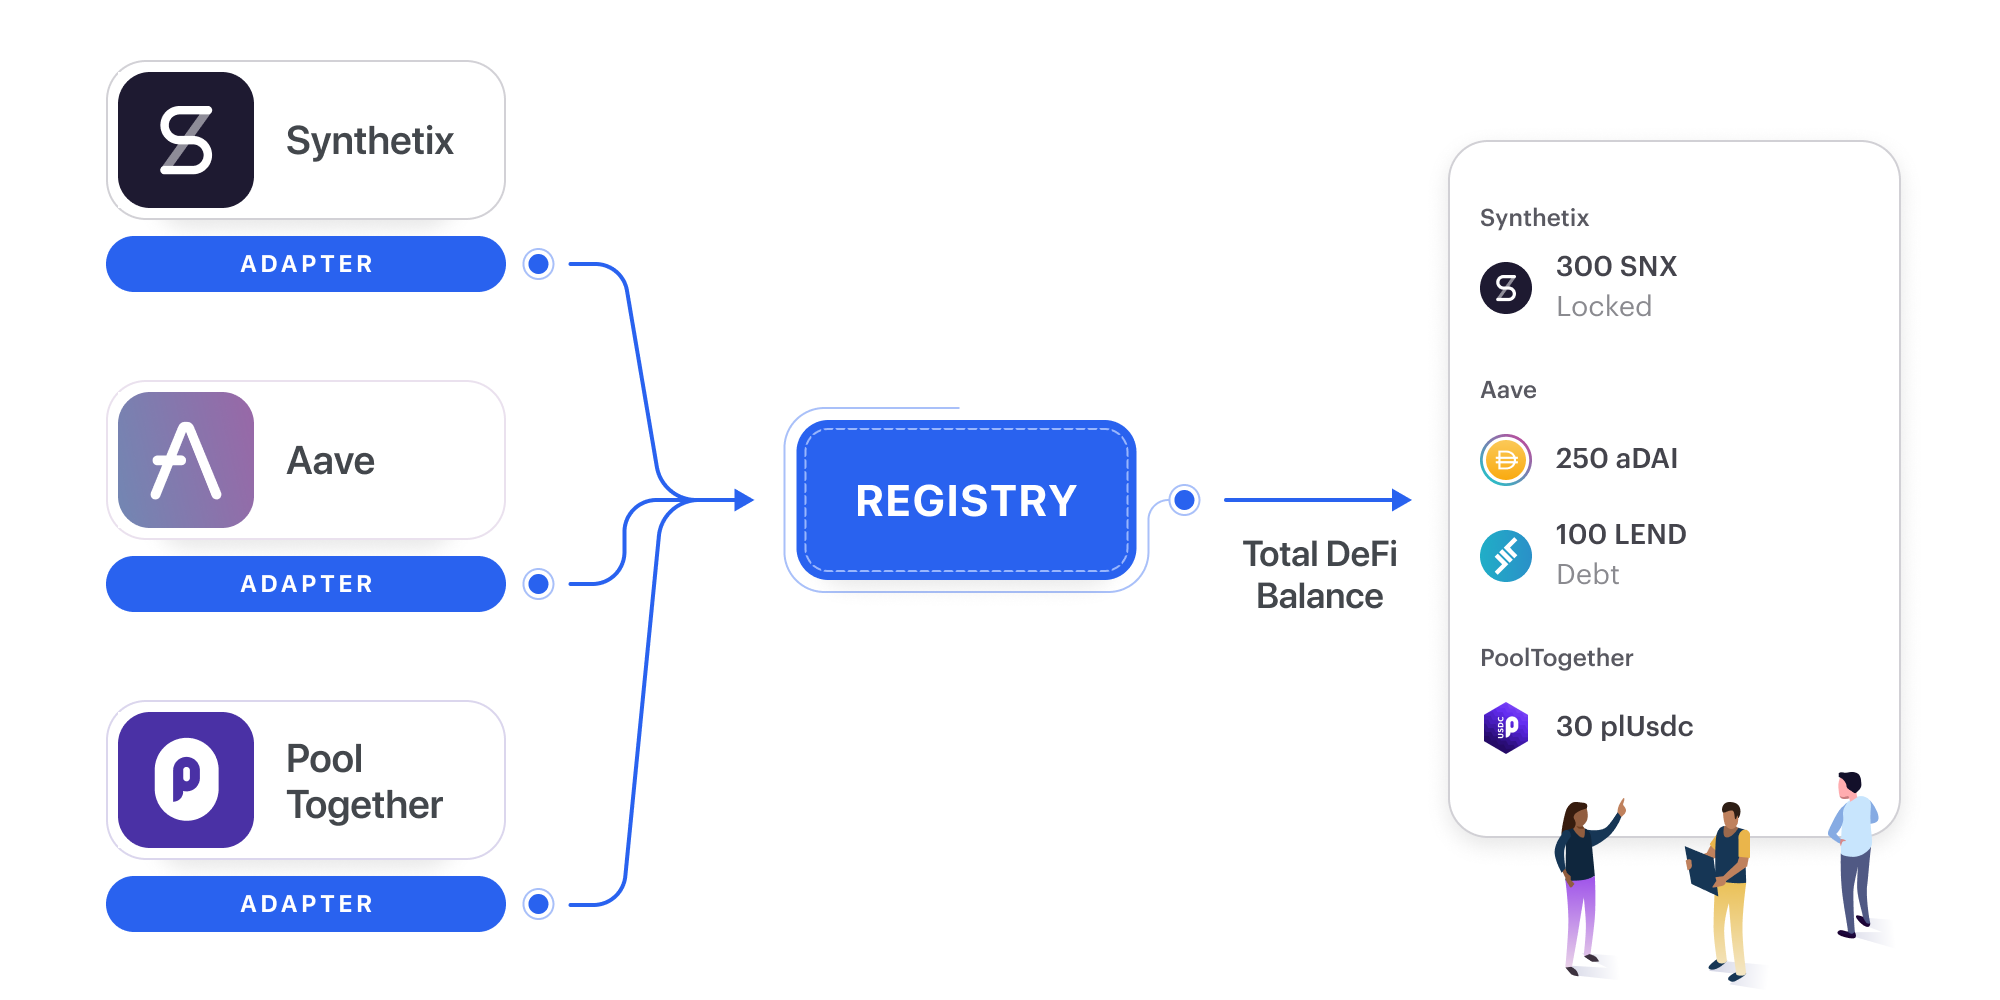 Synthetix
ADAPTER
Aave
ADAPTER
Pool
Together
ADAPTER
REGISTRY
Total DeFi
Balance
Synthetix
300 SNX
Locked
Aave
250 aDAI
100 LEND
Debt
PoolTogether
USDC
30 plUsdc